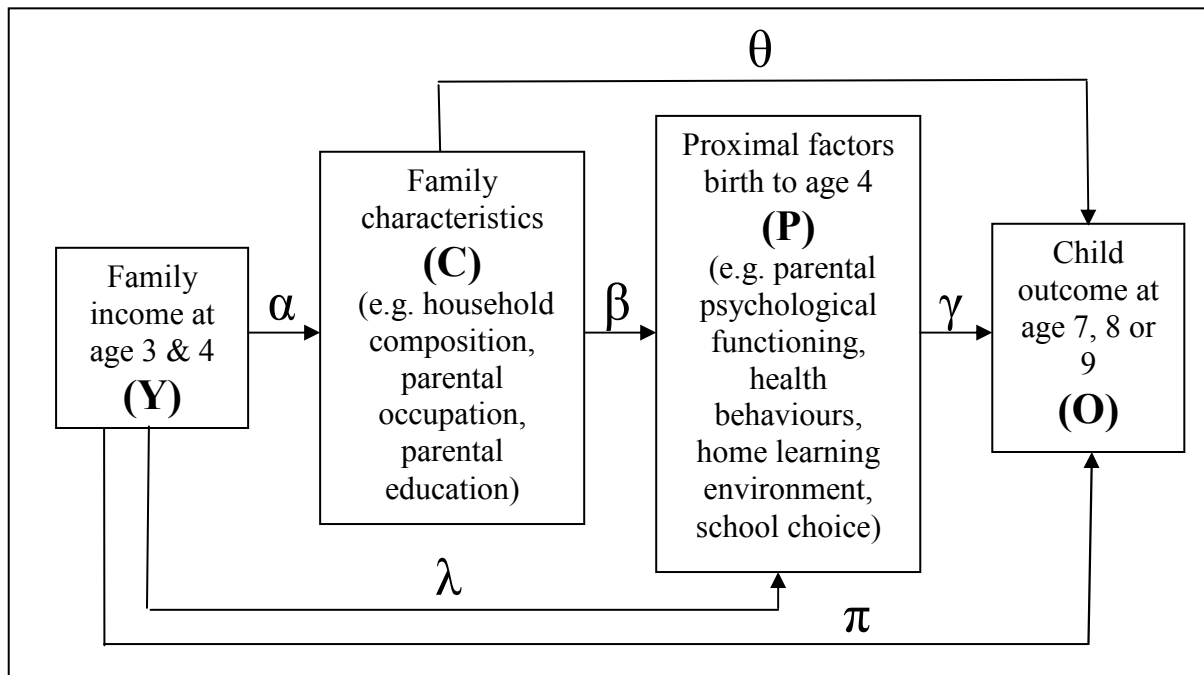 θ
Family
characteristics
(C)
(e.g. household
composition,
parental
occupation,
parental
education)
Proximal factors
birth to age 4
(P)
(e.g. parental
psychological
functioning,
health
behaviours,
home learning
environment,
school choice)
Family
income at
age 3 & 4
(Y)
Child
outcome at
age 7, 8 or
9
(O)
α
β
γ
λ
π